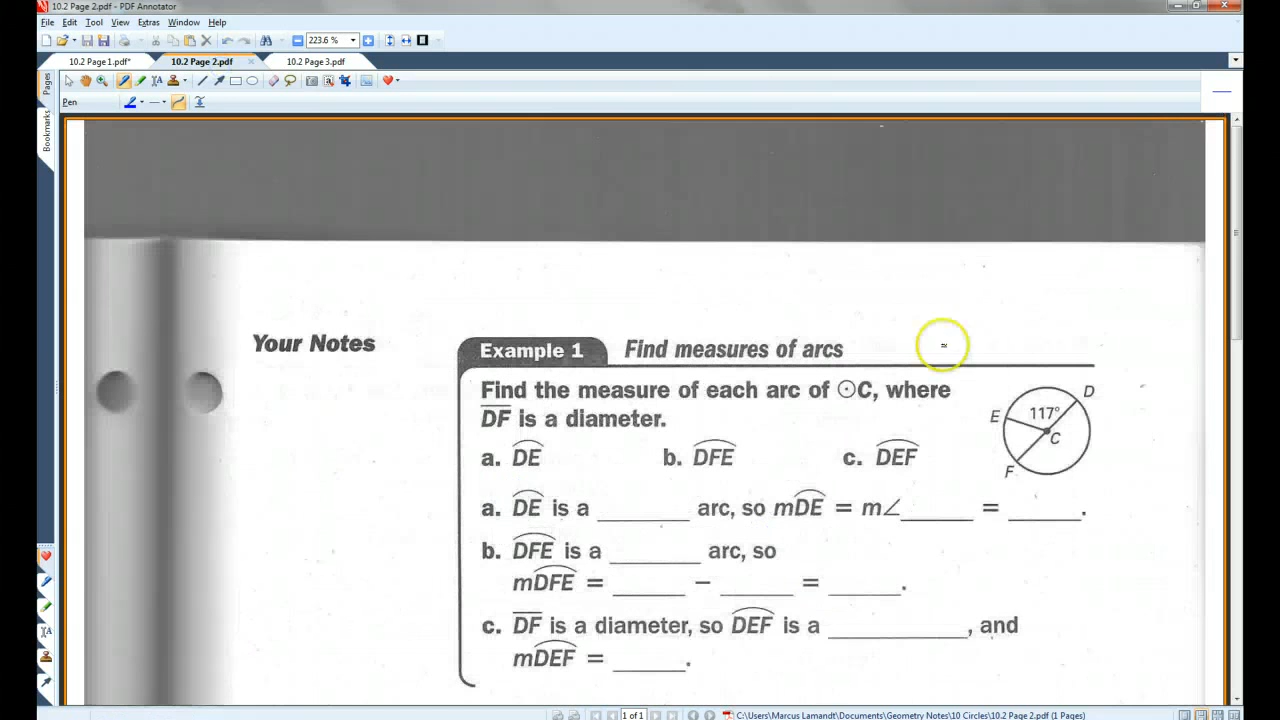 10.2 Page 2.pdf - PDF Annotator
File Edit Tool View Extras Window Help
223.6 %
10.2 Page 1.pdf* 10.2 Page 2.pdf 10.2 Page 3.pdf
Pages
Pen
Bookmarks
Your Notes
Example 1 Find measures of arcs
Find the measure of each arc of ⊙C, where
DF is a diameter.
D
E
117°
C
F
a. DE b. DFE c. DEF
a. DE is a ________ arc, so mDE = m∠______ = ______.
b. DFE is a ________ arc, so
mDFE = ______ − ______ = ______.
c. DF is a diameter, so DEF is a ____________, and
mDEF = ______.
1 of 1 C:\Users\Marcus Lamandt\Documents\Geometry Notes\10 Circles\10.2 Page 2.pdf (1 Pages)